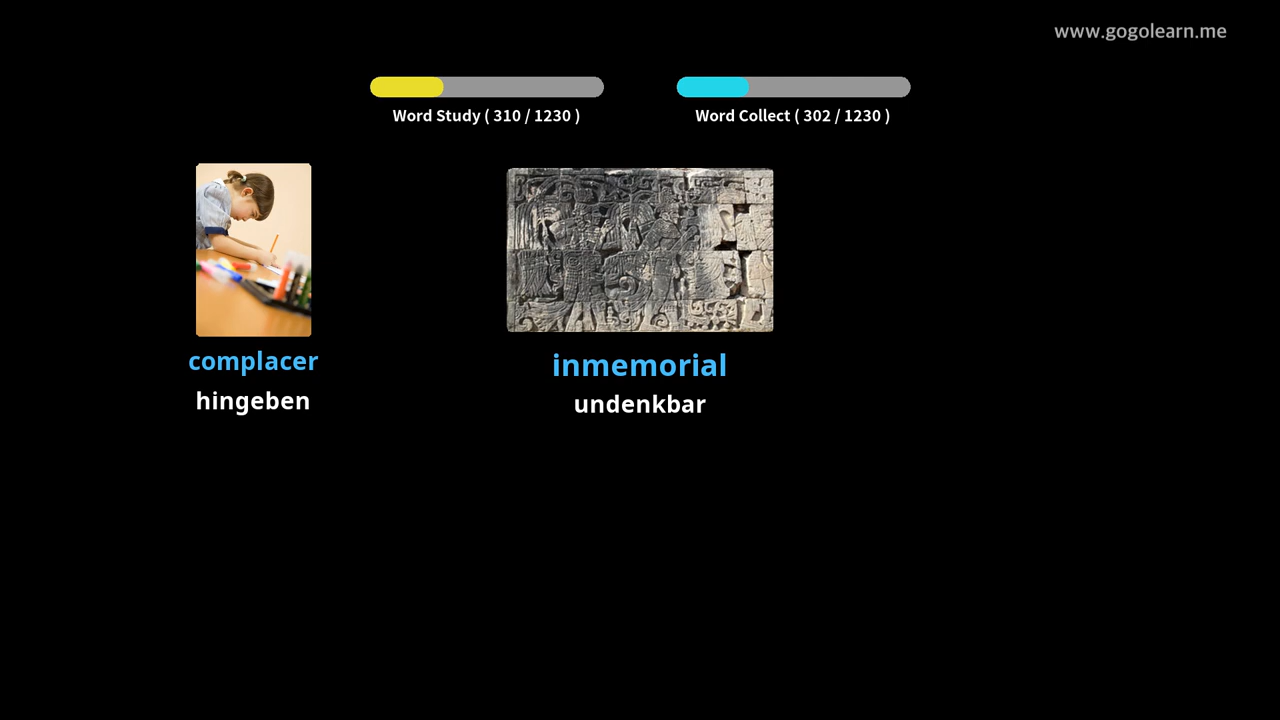 www.gogolearn.me
Word Study ( 310 / 1230 )
Word Collect ( 302 / 1230 )
complacer
hingeben
inmemorial
undenkbar